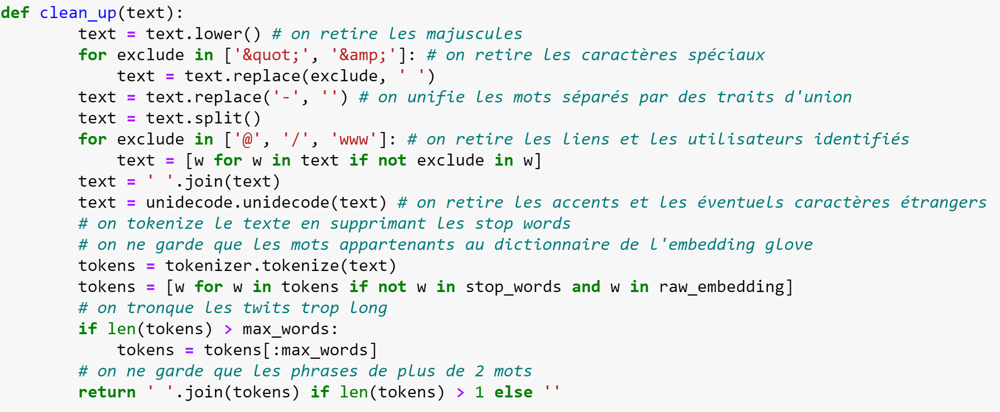 def clean_up(text):
        text = text.lower() # on retire les majuscules
        for exclude in ['&quot;', '&amp;']: # on retire les caractères spéciaux
            text = text.replace(exclude, ' ')
        text = text.replace('-', '') # on unifie les mots séparés par des traits d'union
        text = text.split()
        for exclude in ['@', '/', 'www']: # on retire les liens et les utilisateurs identifiés
            text = [w for w in text if not exclude in w]
        text = ' '.join(text)
        text = unidecode.unidecode(text) # on retire les accents et les éventuels caractères étrangers
        # on tokenize le texte en supprimant les stop words
        # on ne garde que les mots appartenants au dictionnaire de l'embedding glove
        tokens = tokenizer.tokenize(text)
        tokens = [w for w in tokens if not w in stop_words and w in raw_embedding]
        # on tronque les twits trop long
        if len(tokens) > max_words:
            tokens = tokens[:max_words]
        # on ne garde que les phrases de plus de 2 mots
        return ' '.join(tokens) if len(tokens) > 1 else ''